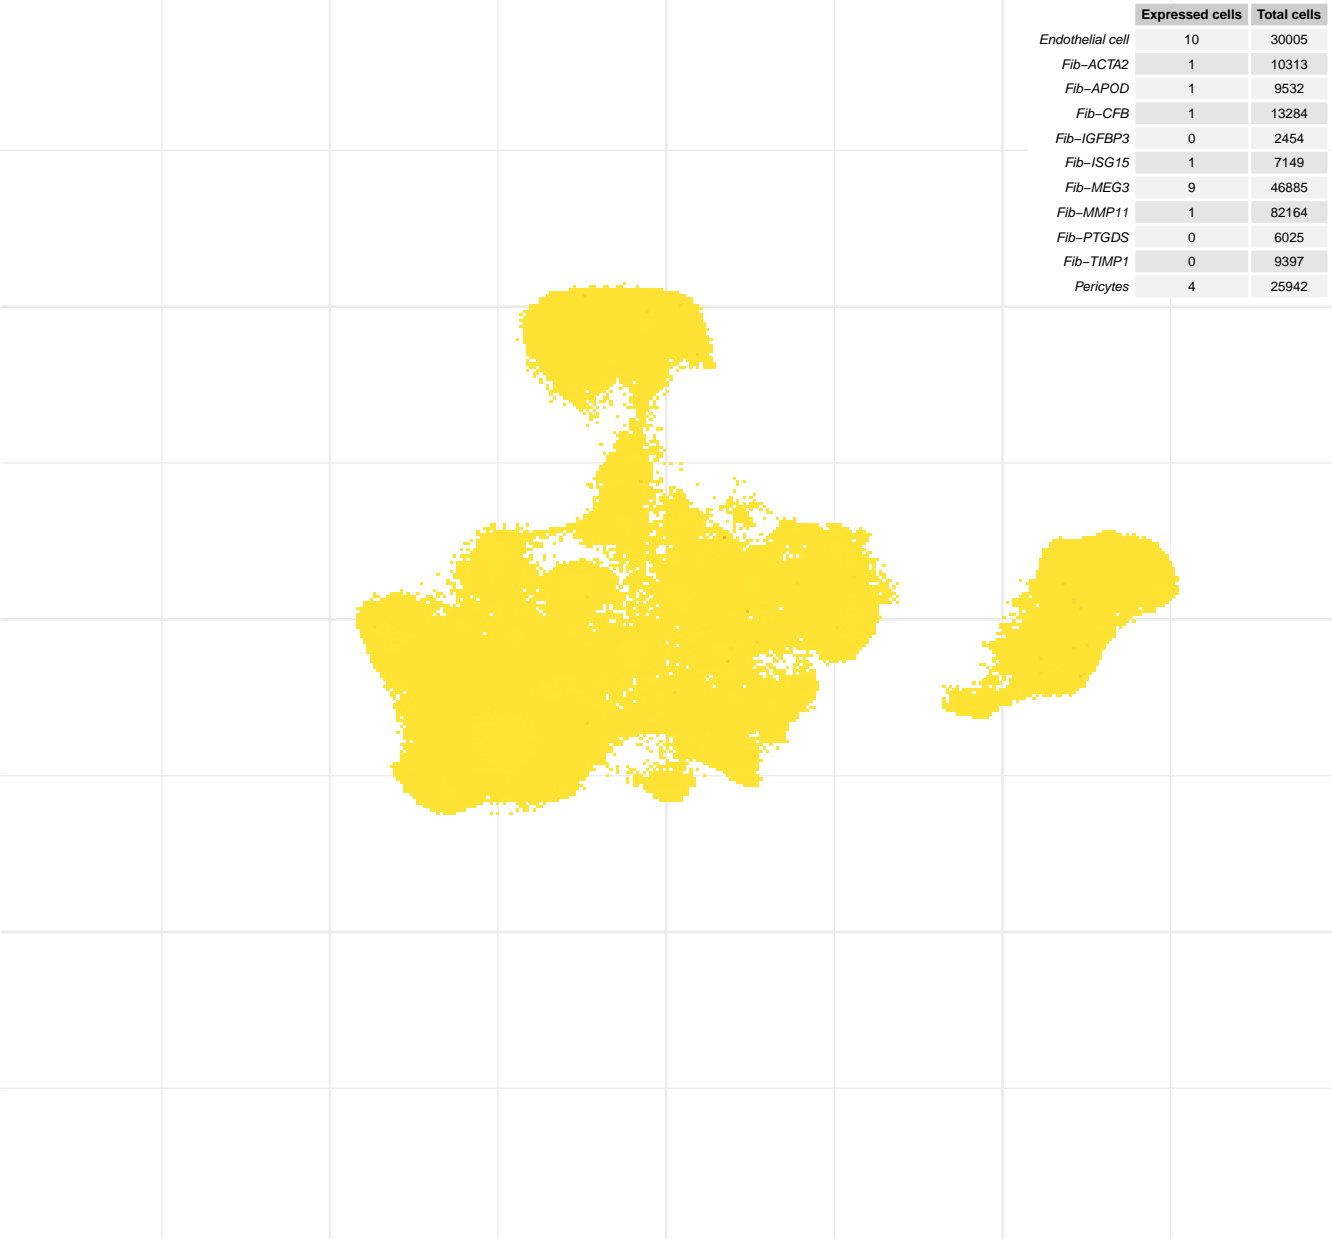 Expressed cells Total cells
Endothelial cell 10 30005
Fib−ACTA2 1 10313
Fib−APOD 1 9532
Fib−CFB 1 13284
Fib−IGFBP3 0 2454
Fib−ISG15 1 7149
Fib−MEG3 9 46885
Fib−MMP11 1 82164
Fib−PTGDS 0 6025
Fib−TIMP1 0 9397
Pericytes 4 25942